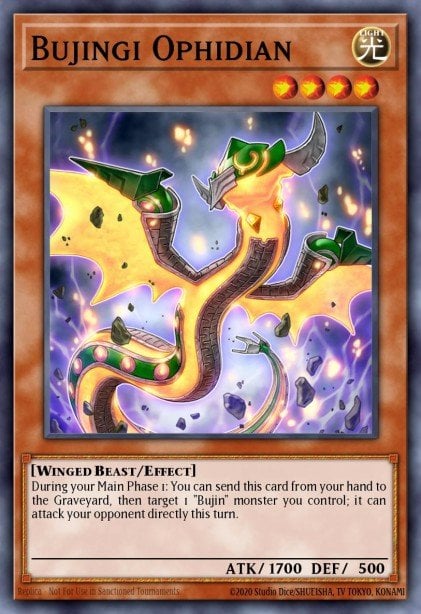 BUJINGI OPHIDIAN
LIGHT
光
[WINGED BEAST/EFFECT]
During your Main Phase 1: You can send this card from your hand to
the Graveyard, then target 1 "Bujin" monster you control; it can
attack your opponent directly this turn.
ATK/ 1700 DEF/ 500
Replica - Not For Use in Sanctioned Tournaments
©2020 Studio Dice/SHUEISHA, TV TOKYO, KONAMI